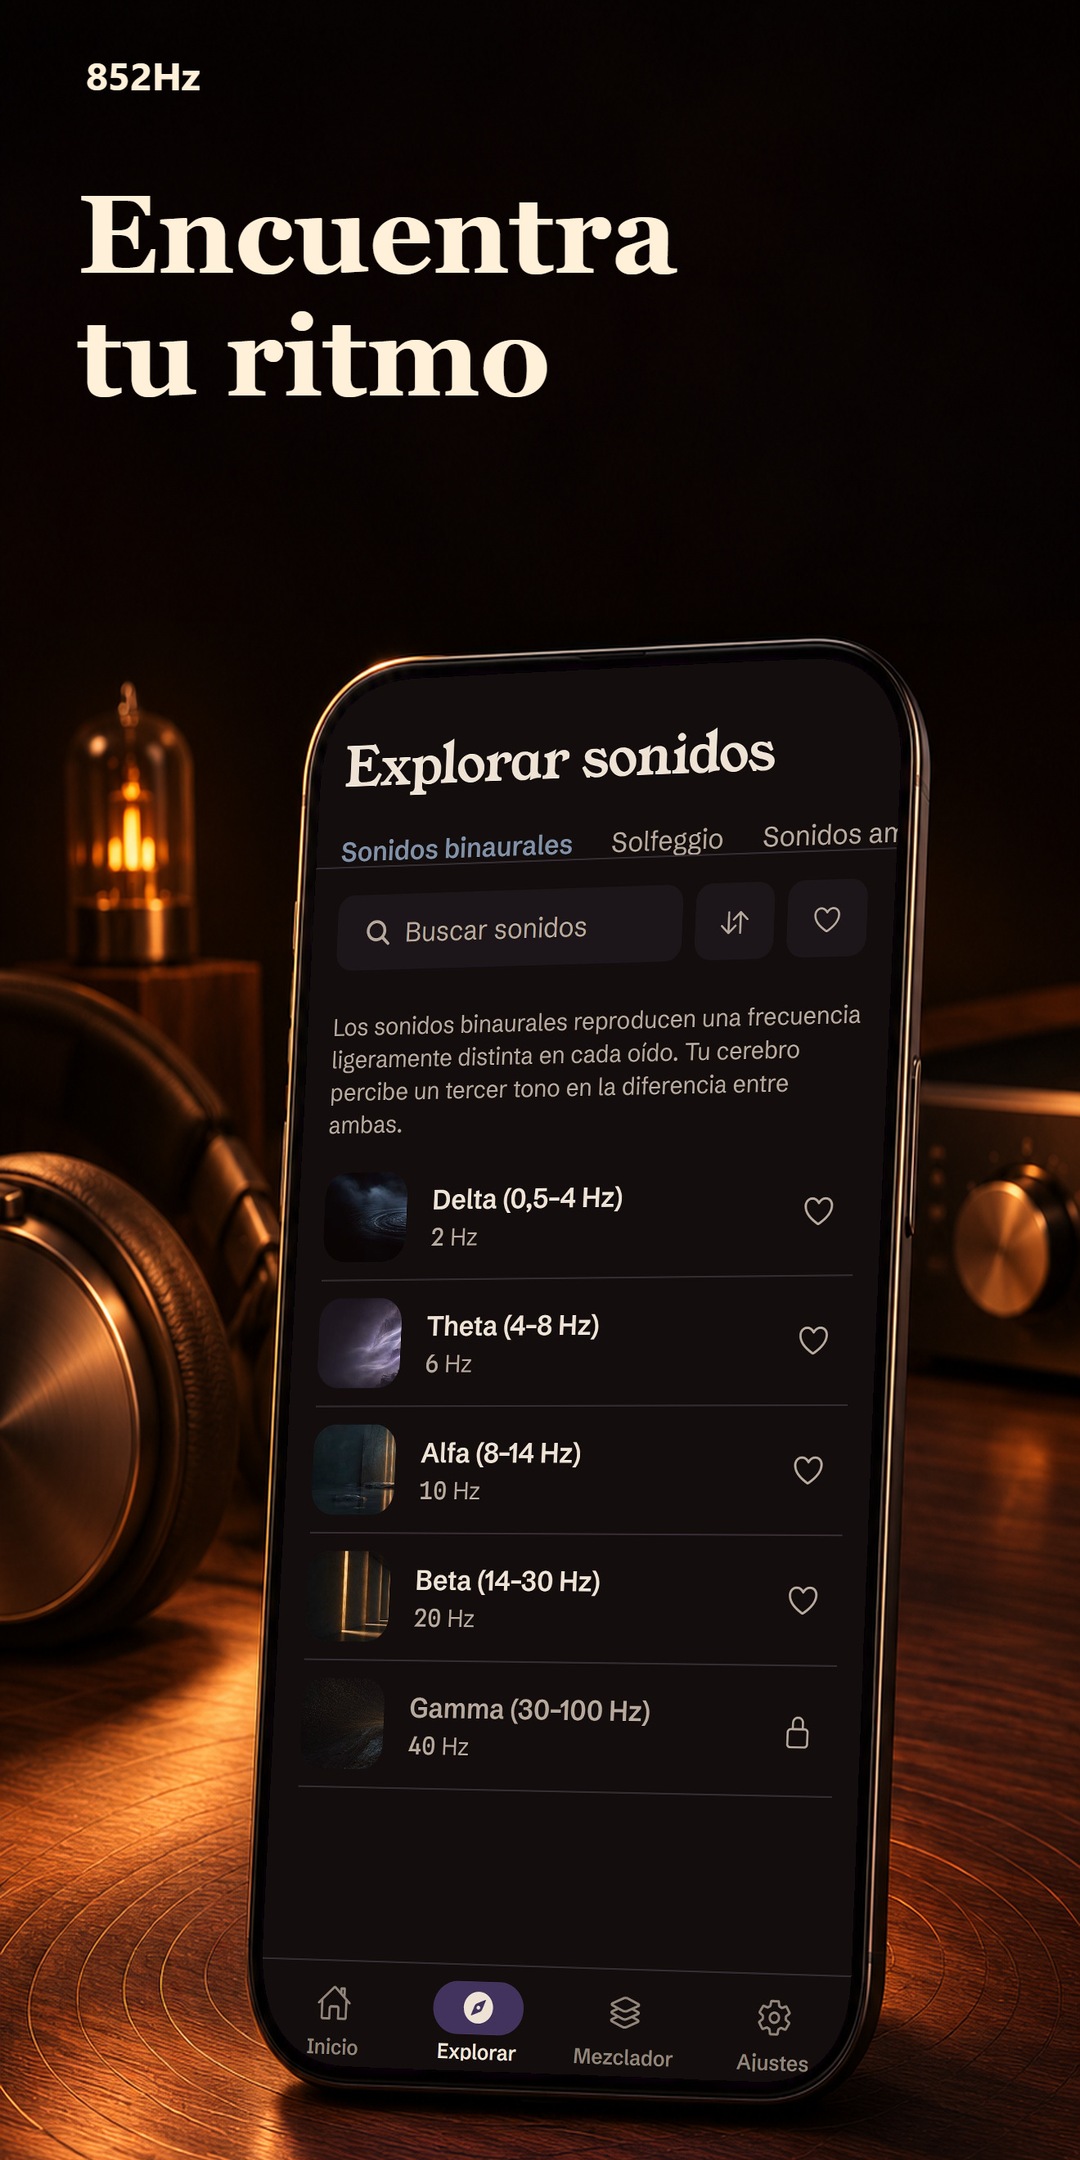 852Hz
Encuentra
tu ritmo
Explorar sonidos
Sonidos binaurales Solfeggio Sonidos am
Buscar sonidos
Los sonidos binaurales reproducen una frecuencia
ligeramente distinta en cada oído. Tu cerebro
percibe un tercer tono en la diferencia entre
ambas.
Delta (0,5–4 Hz)
2 Hz
Theta (4–8 Hz)
6 Hz
Alfa (8–14 Hz)
10 Hz
Beta (14–30 Hz)
20 Hz
Gamma (30–100 Hz)
40 Hz
Inicio Explorar Mezclador Ajustes